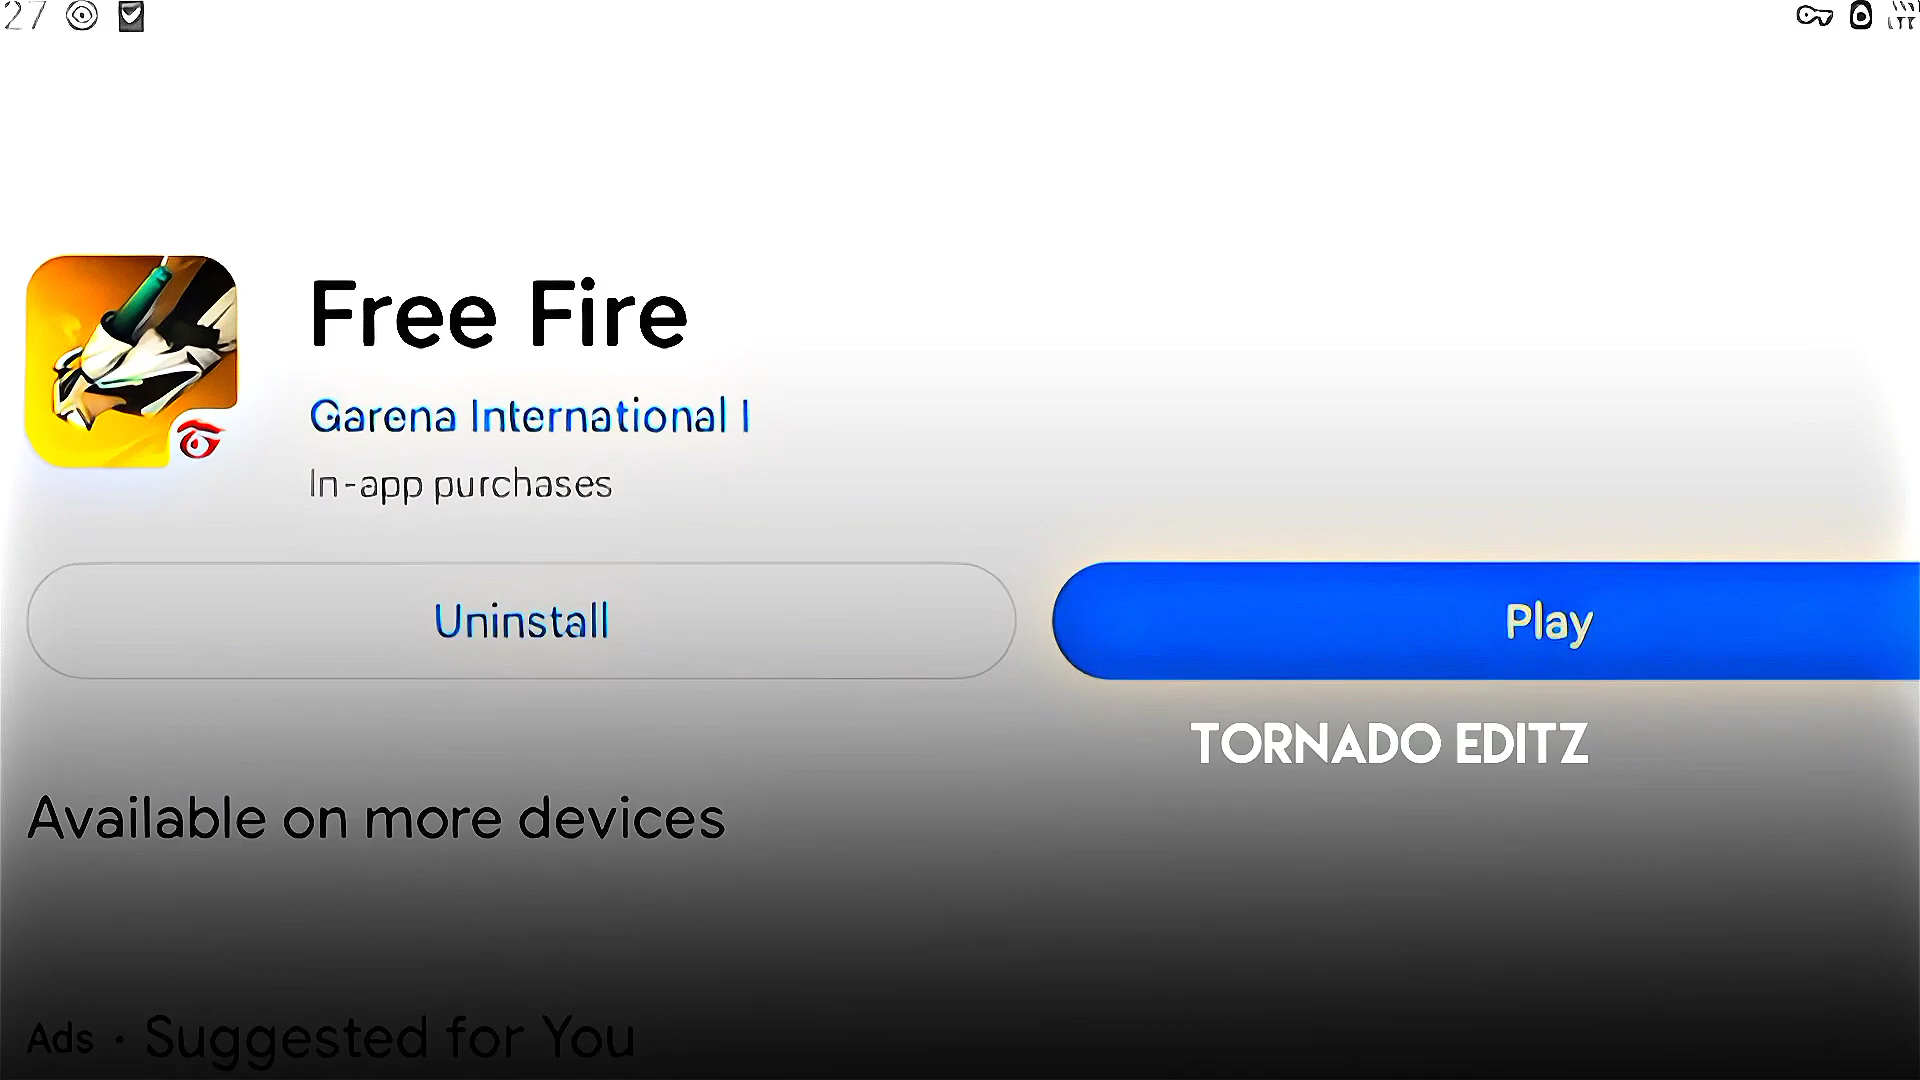 27
Free Fire
Garena International I
In-app purchases
Uninstall
Play
TORNADO EDITZ
Available on more devices
Ads · Suggested for You